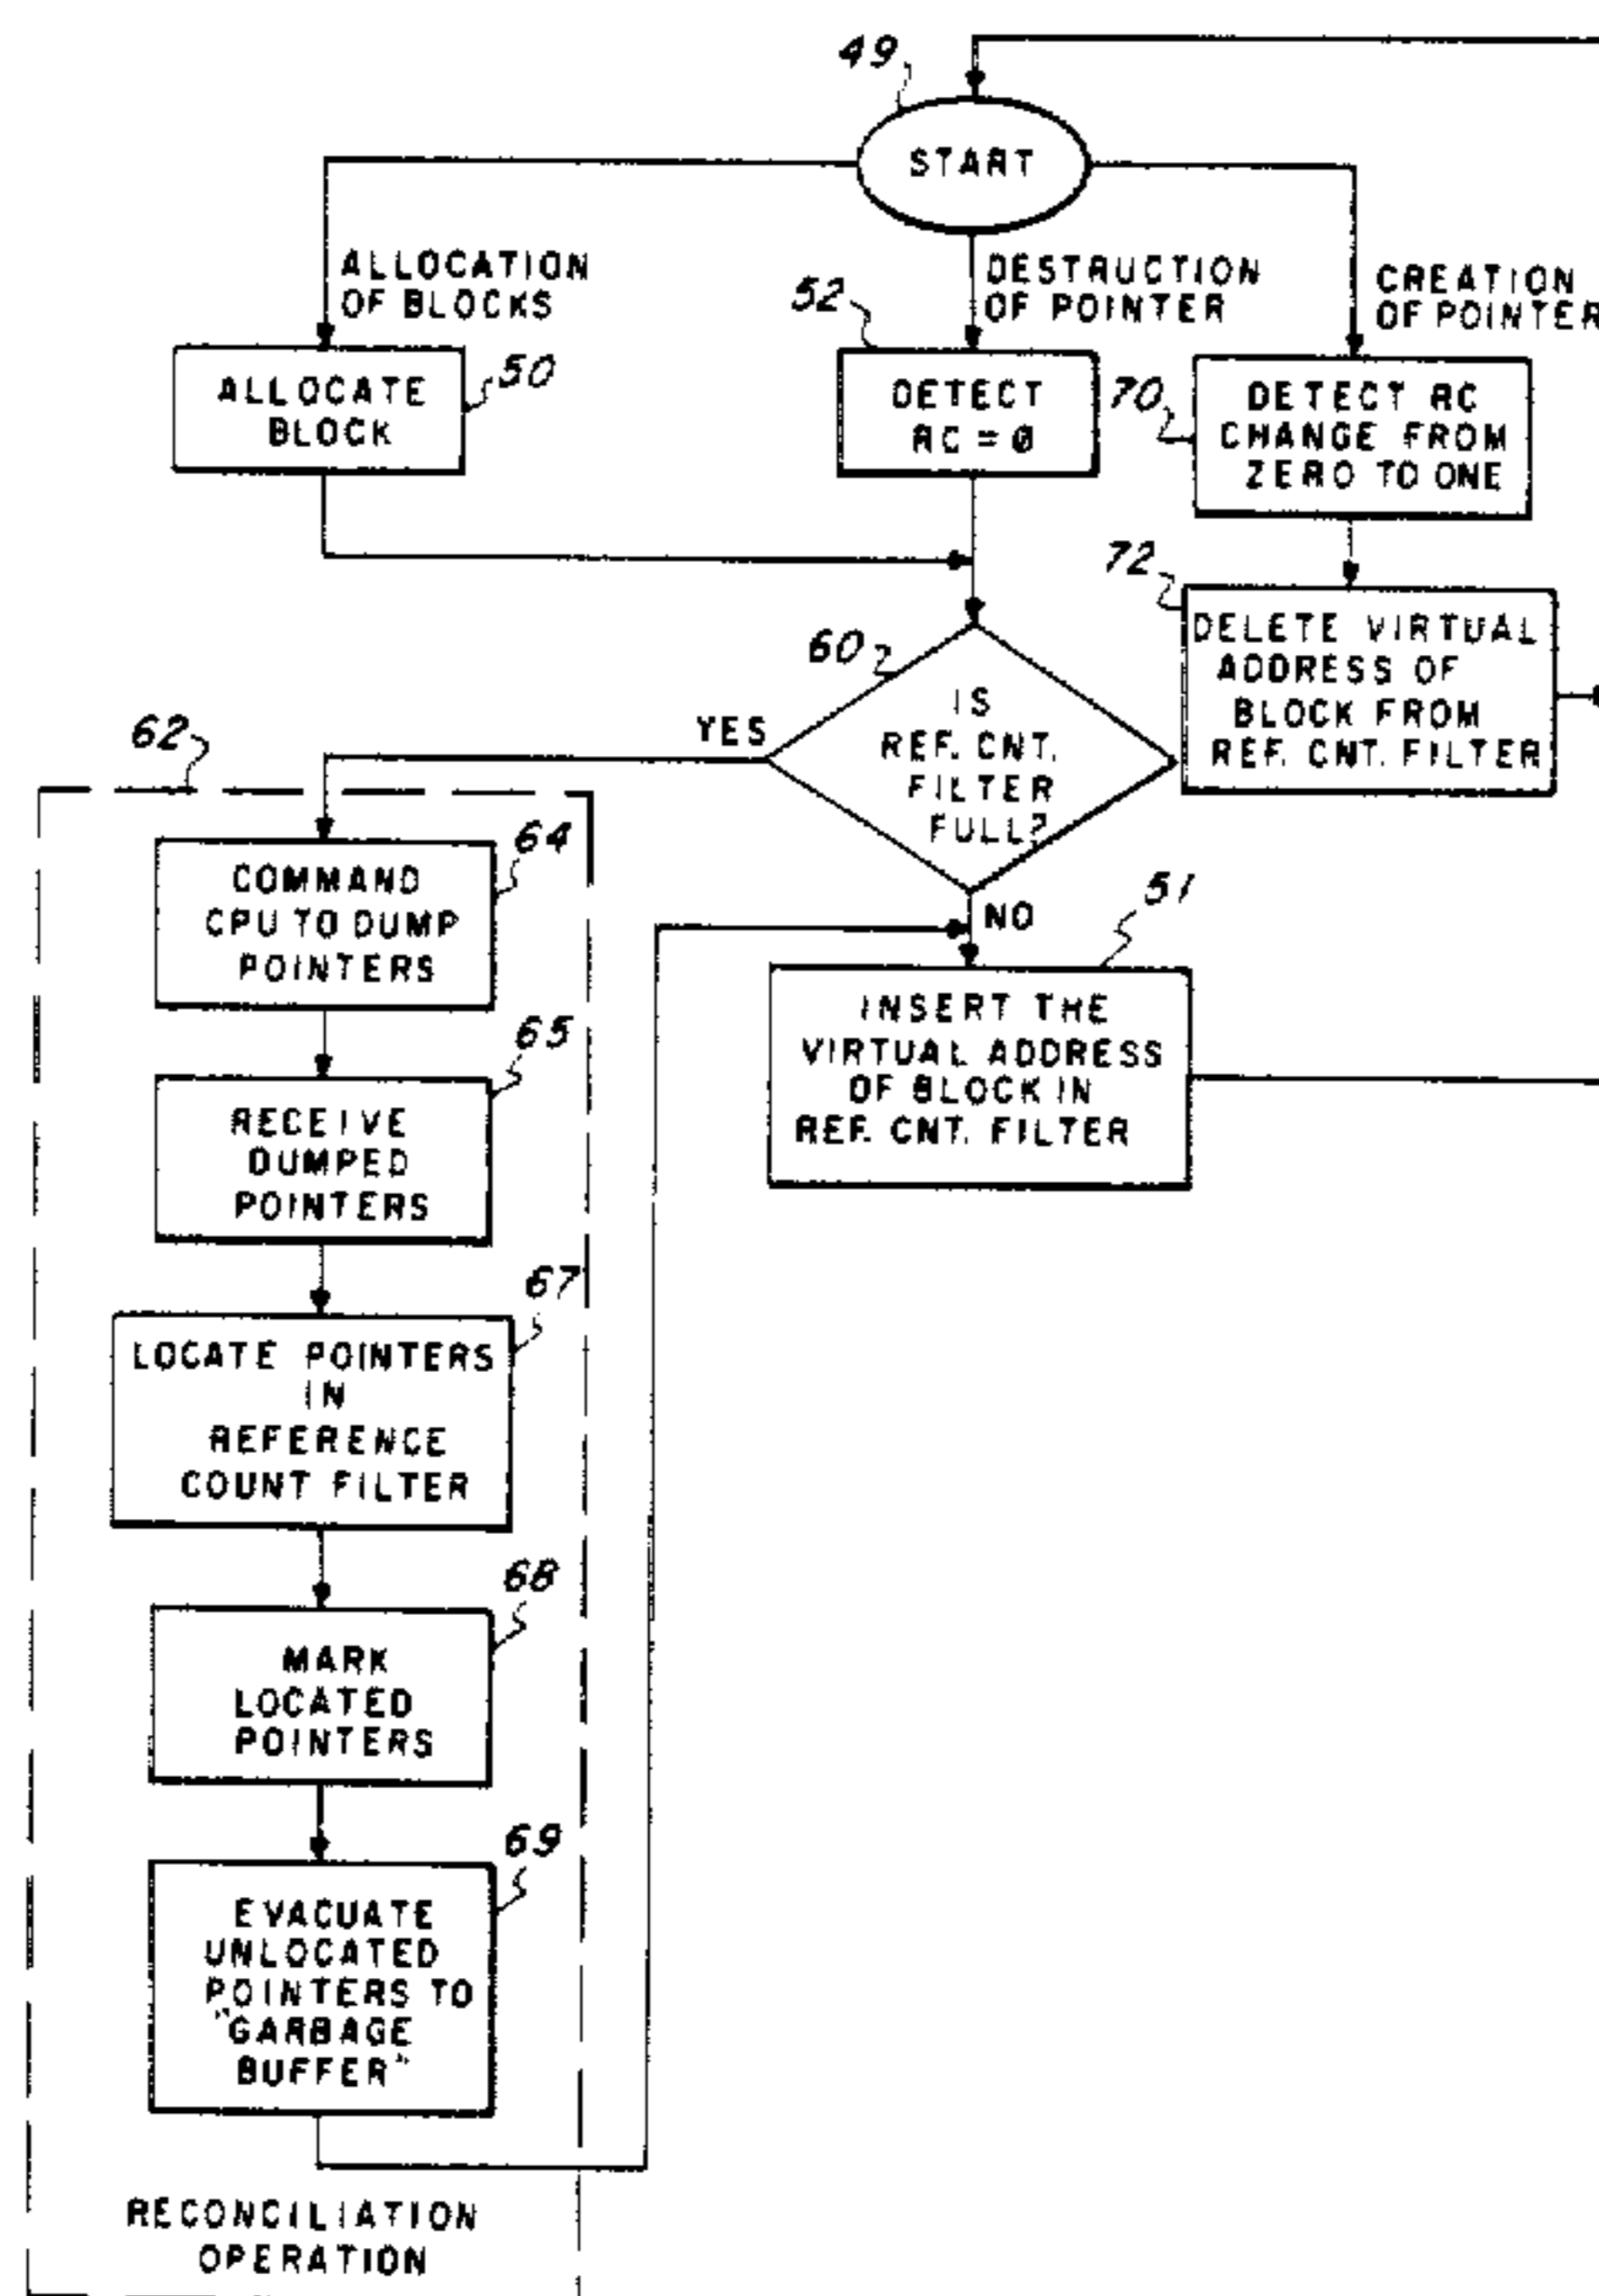 49
START
ALLOCATION
OF BLOCKS
52
DESTRUCTION
OF POINTER
CREATION
OF POINTER
ALLOCATE
BLOCK
50
DETECT
RC = 0
70
DETECT RC
CHANGE FROM
ZERO TO ONE
72
DELETE VIRTUAL
ADDRESS OF
BLOCK FROM
REF. CNT. FILTER
60
IS
REF. CNT.
FILTER
FULL?
YES
NO
62
64
COMMAND
CPU TO DUMP
POINTERS
51
INSERT THE
VIRTUAL ADDRESS
OF BLOCK IN
REF. CNT. FILTER
65
RECEIVE
DUMPED
POINTERS
67
LOCATE POINTERS
IN
REFERENCE
COUNT FILTER
68
MARK
LOCATED
POINTERS
69
EVACUATE
UNLOCATED
POINTERS TO
"GARBAGE
BUFFER"
RECONCILIATION
OPERATION